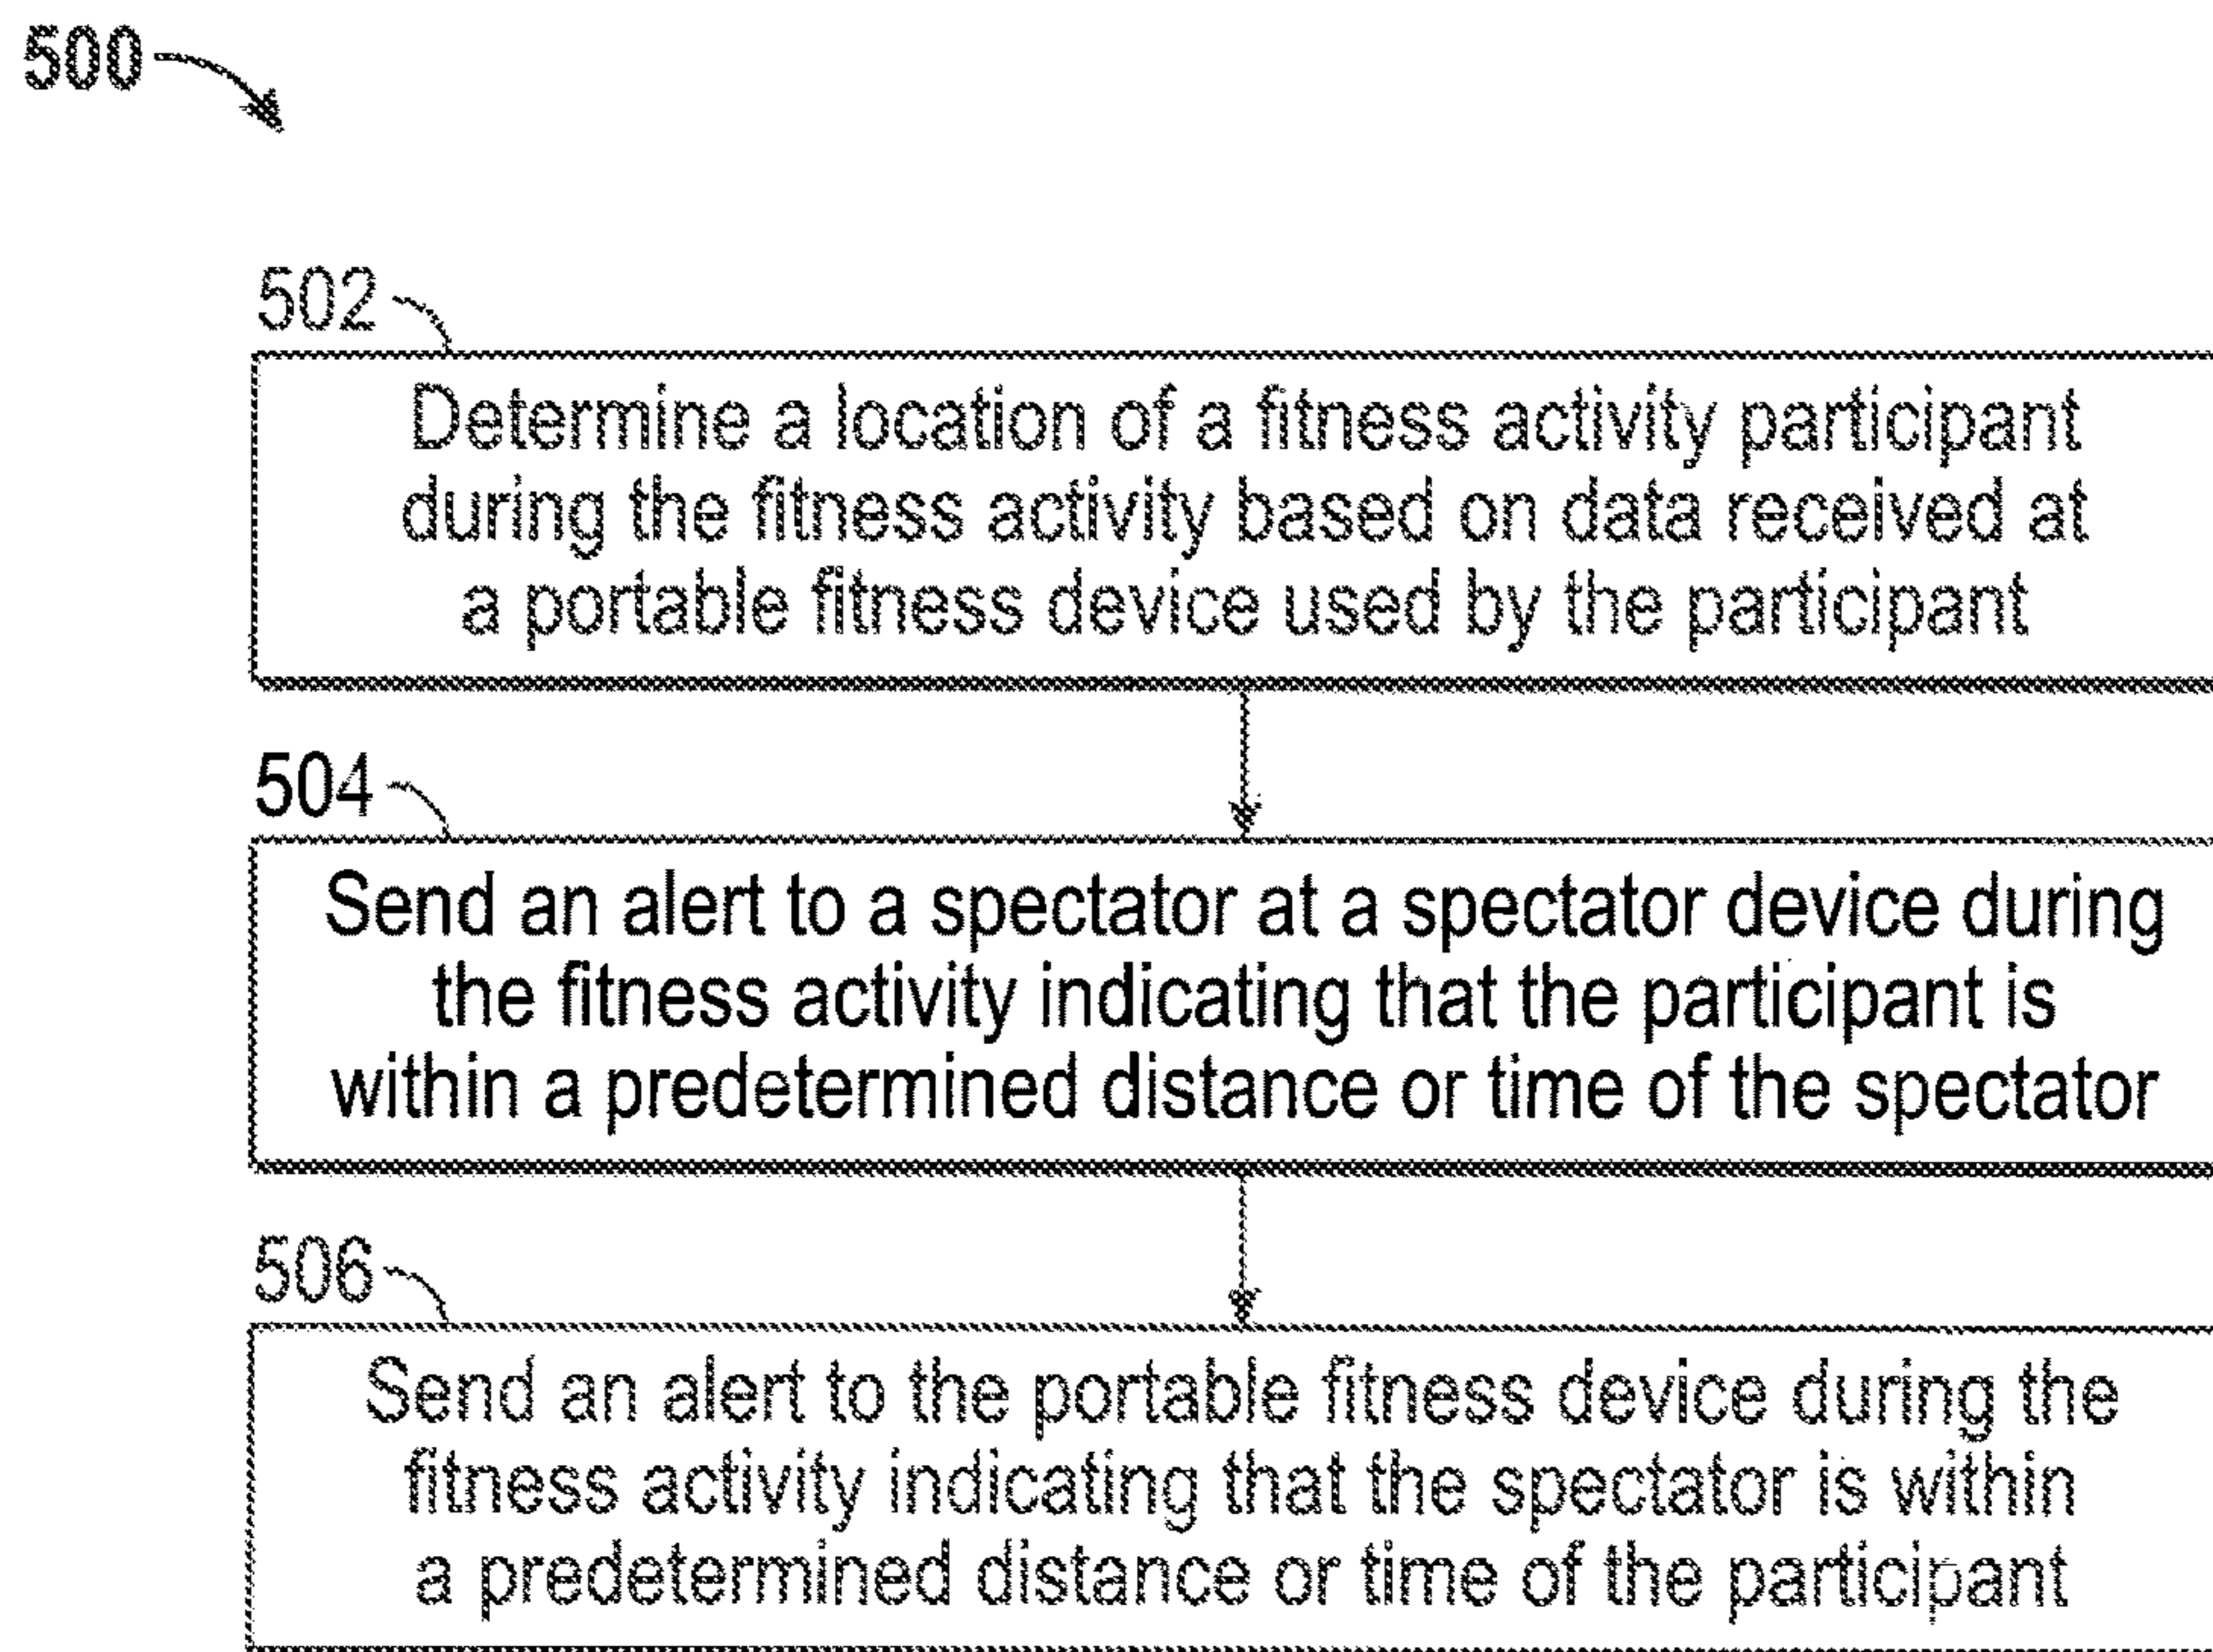 500
502
Determine a location of a fitness activity participant
during the fitness activity based on data received at
a portable fitness device used by the participant
504
Send an alert to a spectator at a spectator device during
the fitness activity indicating that the participant is
within a predetermined distance or time of the spectator
506
Send an alert to the portable fitness device during the
fitness activity indicating that the spectator is within
a predetermined distance or time of the participant